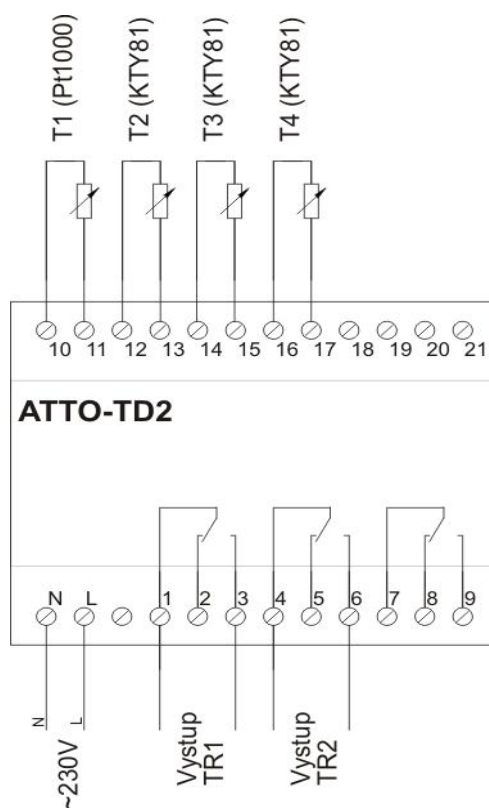 T1 (Pt1000)
T2 (KTY81)
T3 (KTY81)
T4 (KTY81)
10 11 12 13 14 15 16 17 18 19 20 21
ATTO-TD2
N L 1 2 3 4 5 6 7 8 9
N L
~230V
Vystup
TR1
Vystup
TR2